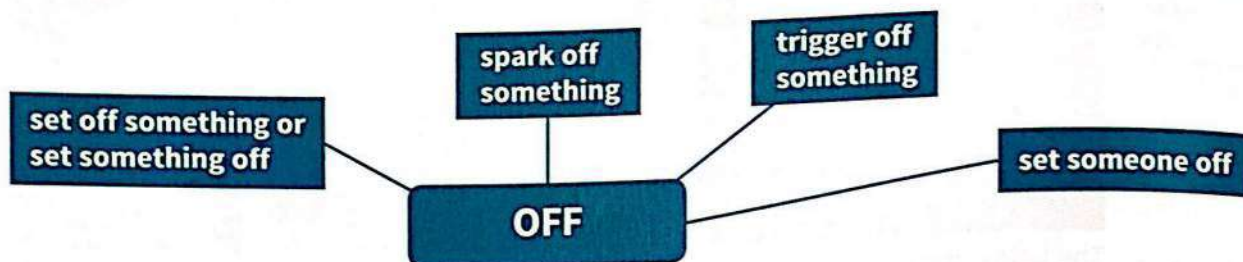 spark off
something
trigger off
something
set off something or
set something off
set someone off
OFF